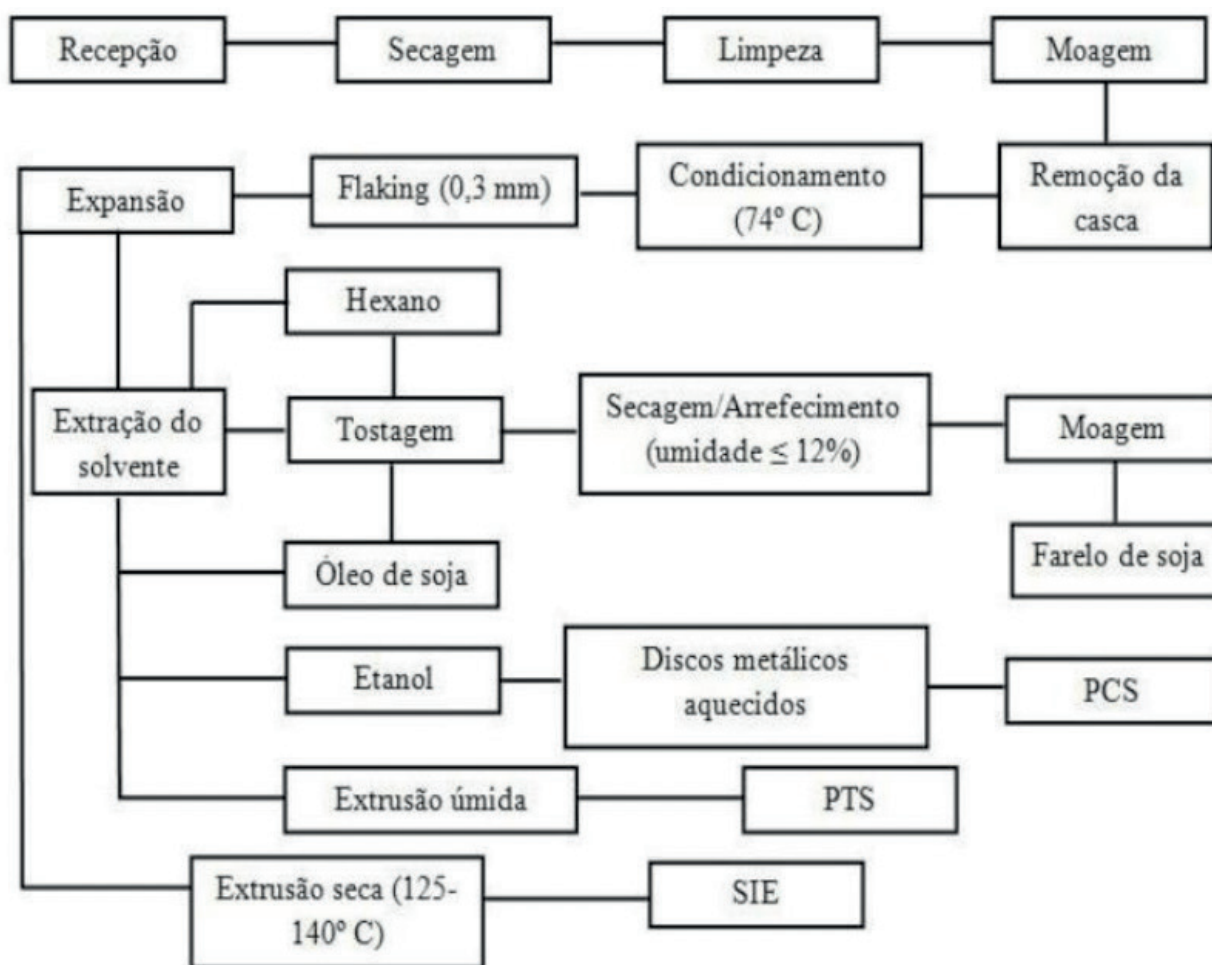 Recepção
Secagem
Limpeza
Moagem
Expansão
Flaking (0,3 mm)
Condicionamento
(74º C)
Remoção da
casca
Hexano
Extração do
solvente
Tostagem
Secagem/Arrefecimento
(umidade ≤ 12%)
Moagem
Óleo de soja
Farelo de soja
Etanol
Discos metálicos
aquecidos
PCS
Extrusão úmida
PTS
Extrusão seca (125-
140º C)
SIE